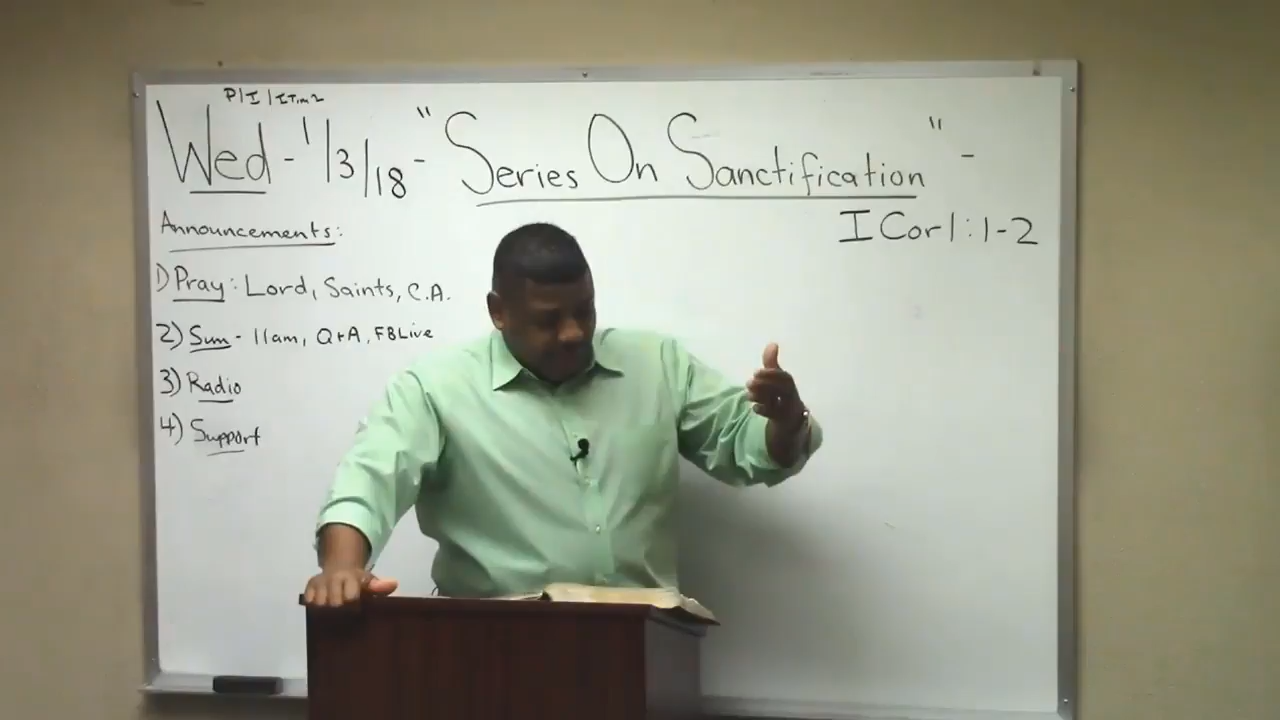 P/I/ITim2
Wed - 1/3/18 - "Series On Sanctification" -
I Cor 1:1-2
Announcements:
1) Pray: Lord, Saints, C.A.
2) Sun - 11am, Q+A, FBLive
3) Radio
4) Support